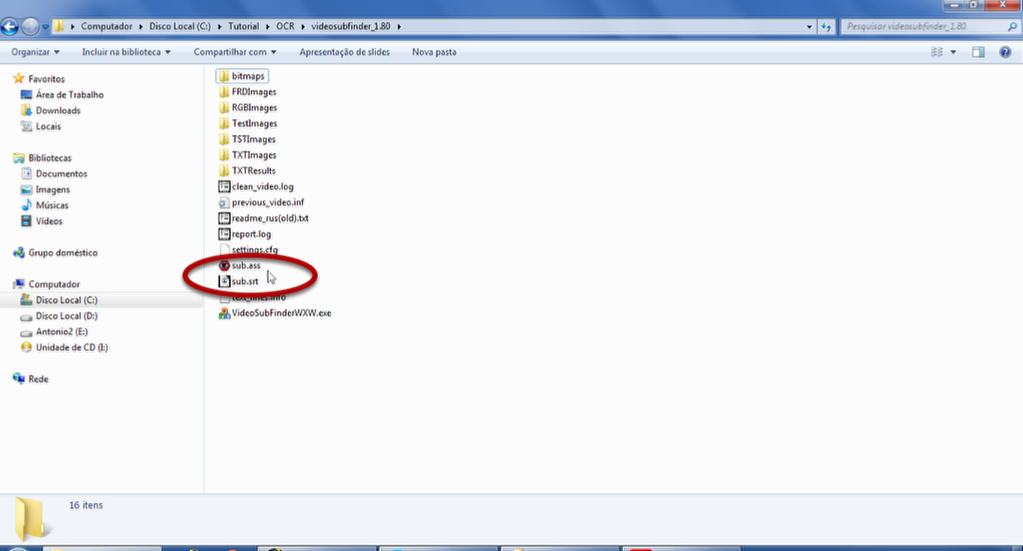 Computador Disco Local (C:) Tutorial OCR videosubfinder_1.80
Pesquisar videosubfinder_1.80
Organizar Incluir na biblioteca Compartilhar com Apresentação de slides Nova pasta
Favoritos
Área de Trabalho
Downloads
Locais
Bibliotecas
Documentos
Imagens
Músicas
Vídeos
Grupo doméstico
Computador
Disco Local (C:)
Disco Local (D:)
Antonio2 (E:)
Unidade de CD (I:)
Rede
bitmaps
FRDImages
RGBImages
TestImages
TSTImages
TXTImages
TXTResults
clean_video.log
previous_video.inf
readme_rus(old).txt
report.log
settings.cfg
sub.ass
sub.srt
text_lines.info
VideoSubFinderWXW.exe
16 itens